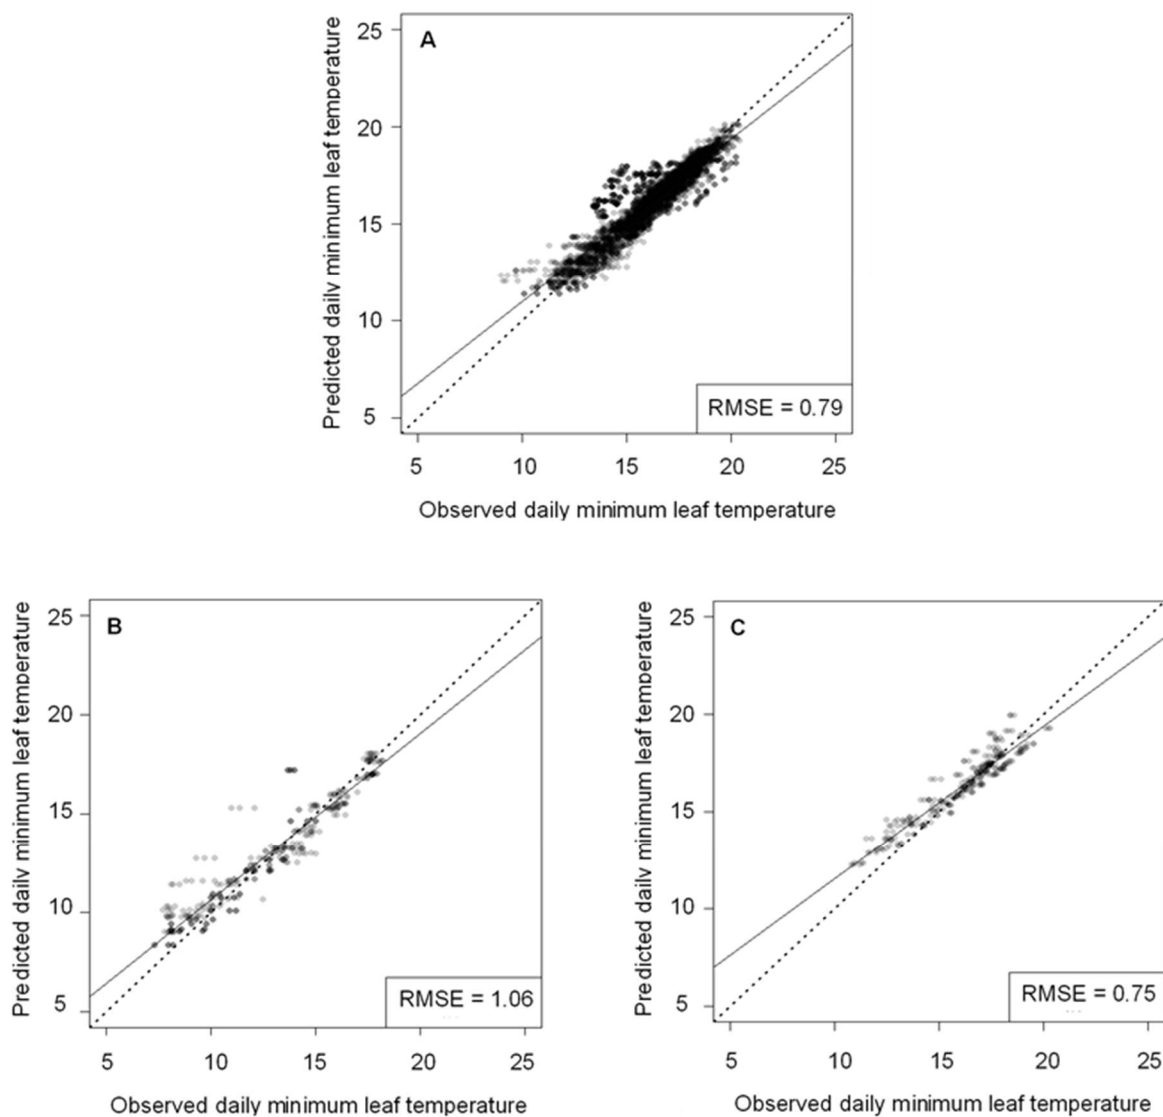 A
Predicted daily minimum leaf temperature
25
20
15
10
5
RMSE = 0.79
5 10 15 20 25
Observed daily minimum leaf temperature
B
Predicted daily minimum leaf temperature
25
20
15
10
5
RMSE = 1.06
5 10 15 20 25
Observed daily minimum leaf temperature
C
Predicted daily minimum leaf temperature
25
20
15
10
5
RMSE = 0.75
5 10 15 20 25
Observed daily minimum leaf temperature